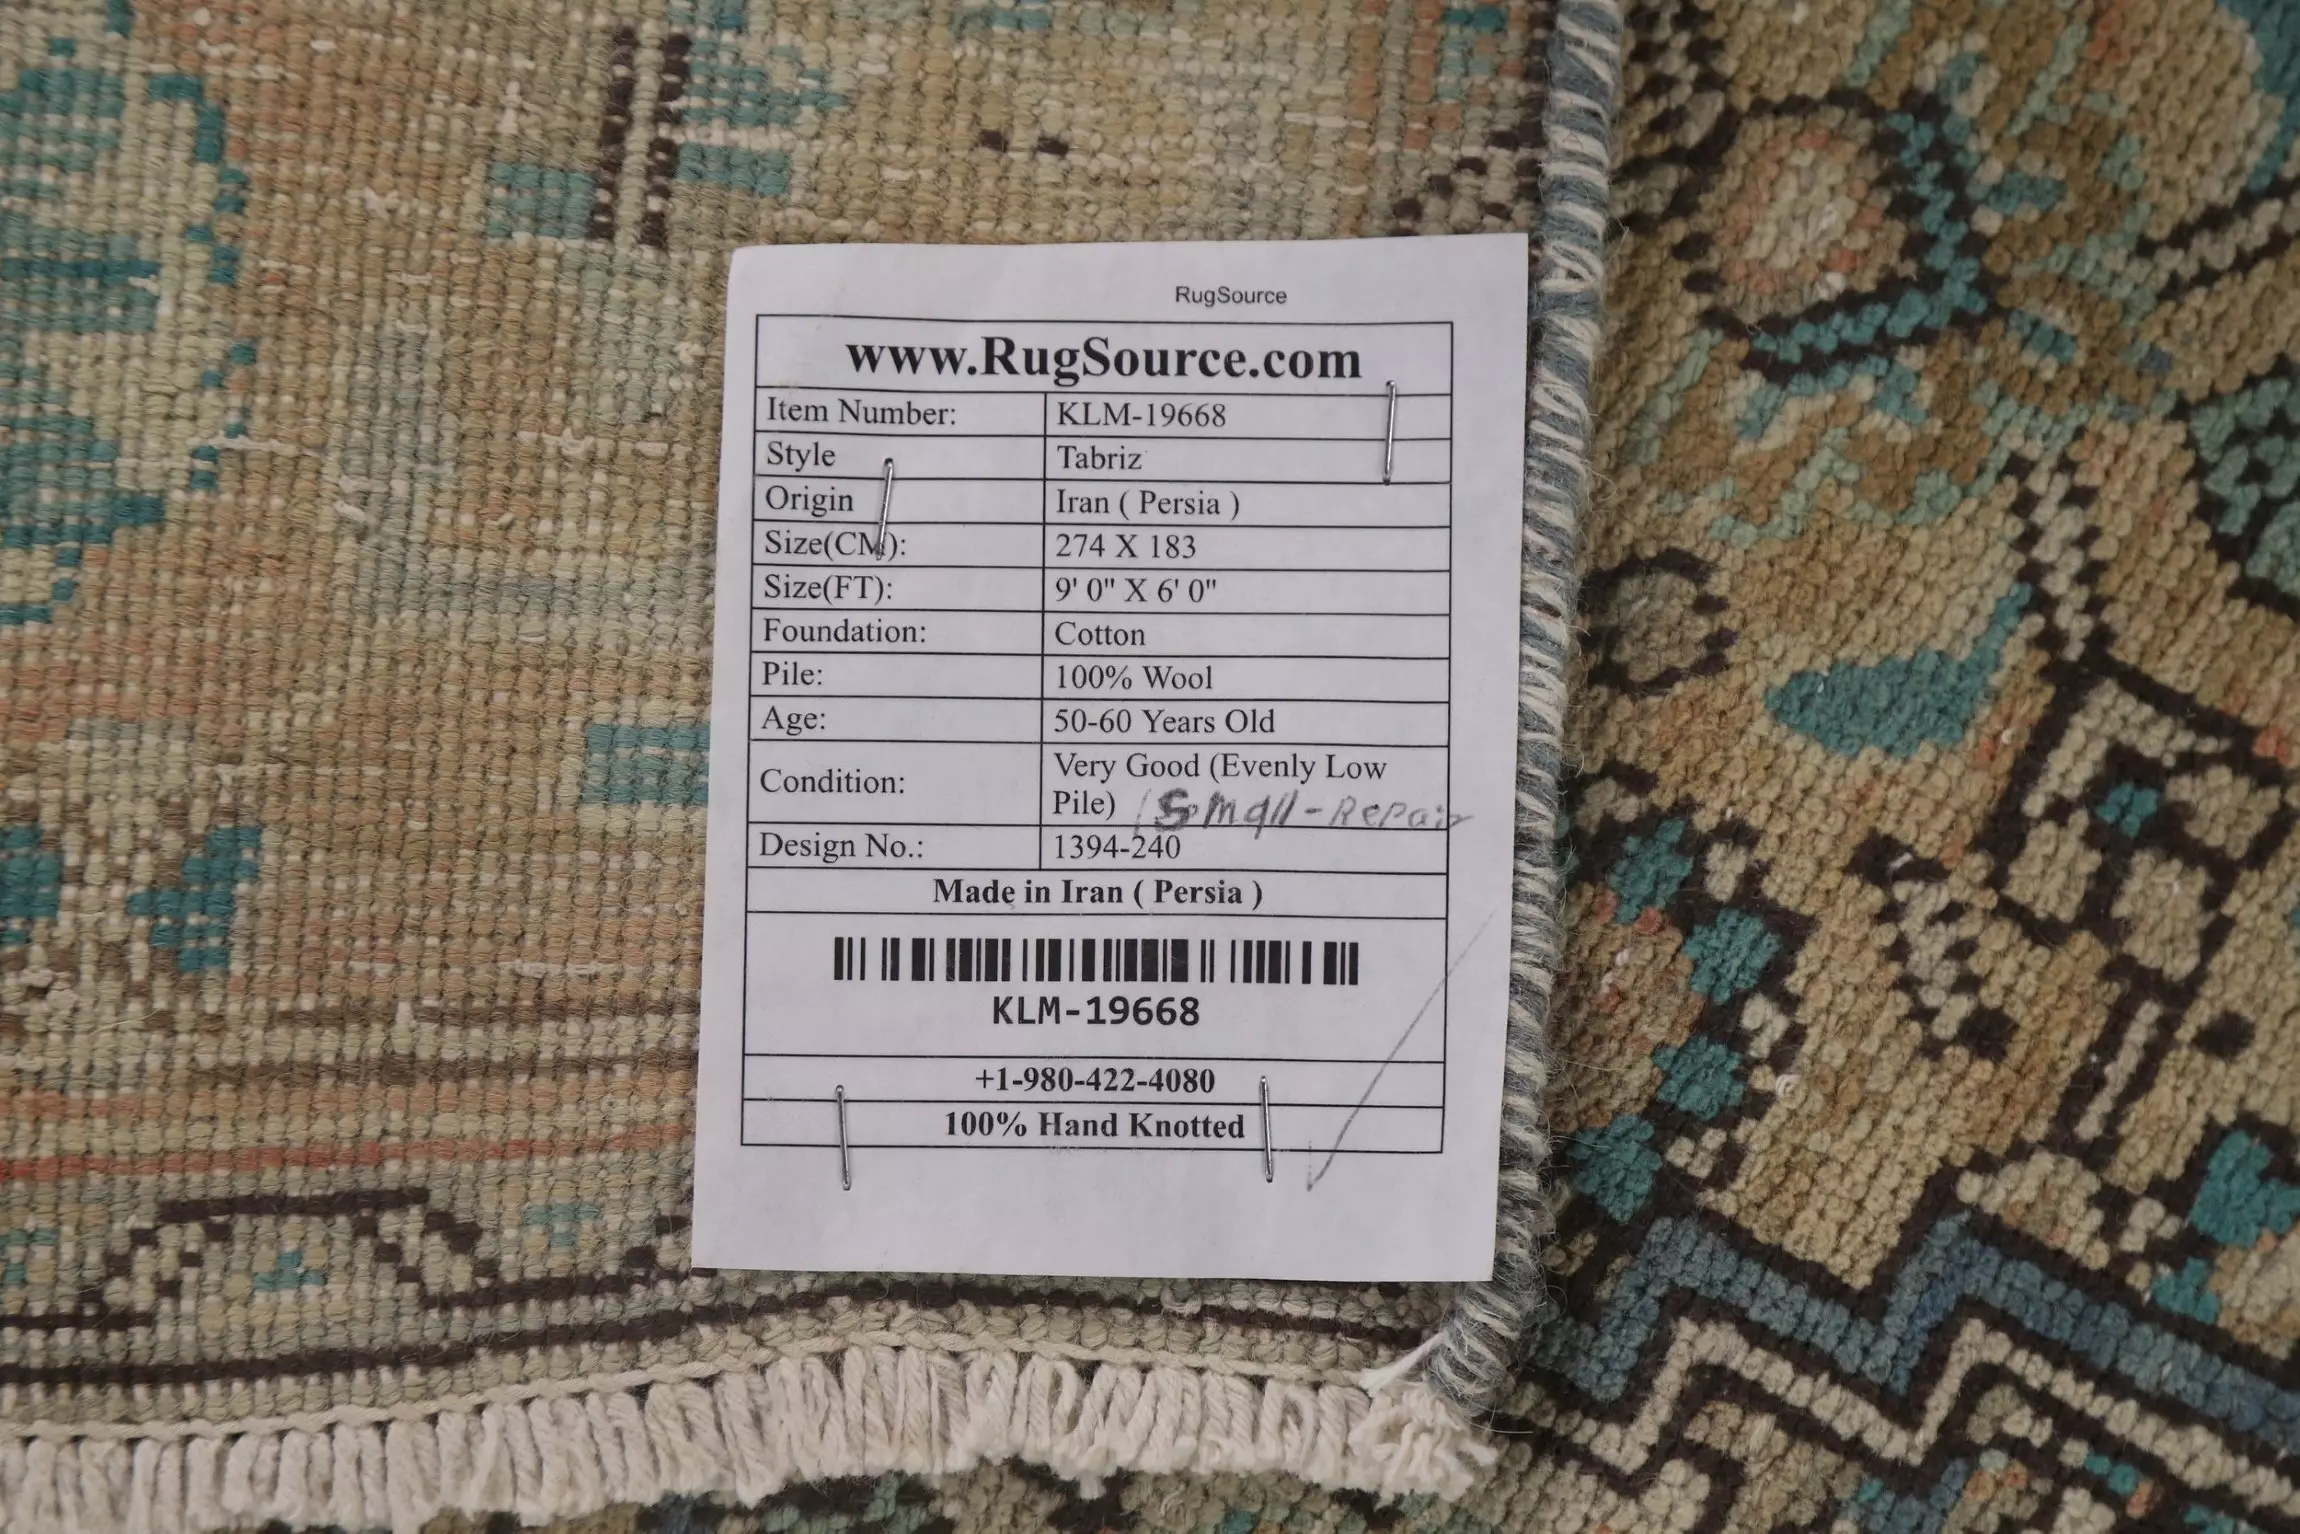 RugSource
www.RugSource.com
Item Number: KLM-19668
Style Tabriz
Origin Iran ( Persia )
Size(CM): 274 X 183
Size(FT): 9' 0" X 6' 0"
Foundation: Cotton
Pile: 100% Wool
Age: 50-60 Years Old
Condition: Very Good (Evenly Low
Pile) (Small-Repair
Design No.: 1394-240
Made in Iran ( Persia )
KLM-19668
+1-980-422-4080
100% Hand Knotted